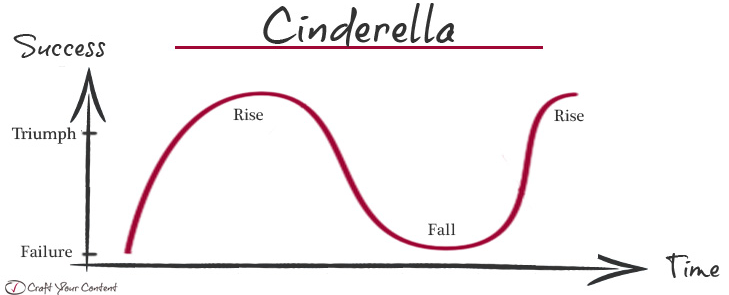 Cinderella
Success
Rise
Rise
Triumph
Fall
Failure
Time
Craft Your Content